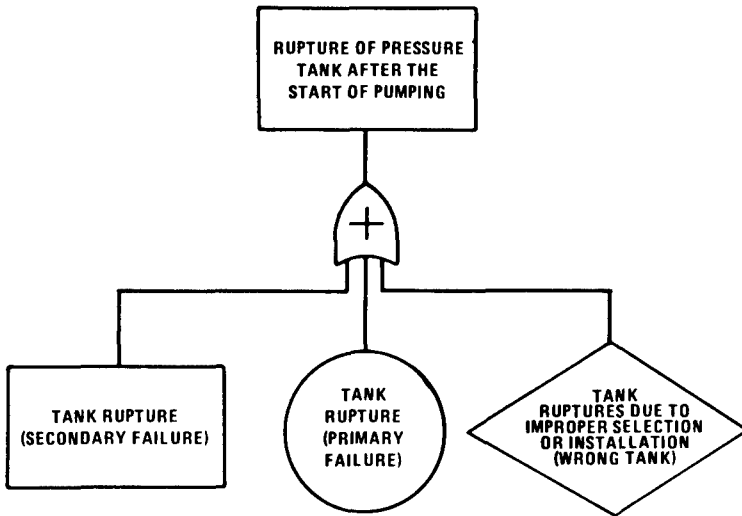 RUPTURE OF PRESSURE
TANK AFTER THE
START OF PUMPING
+
TANK RUPTURE
(SECONDARY FAILURE)
TANK
RUPTURE
(PRIMARY
FAILURE)
TANK
RUPTURES DUE TO
IMPROPER SELECTION
OR INSTALLATION
(WRONG TANK)